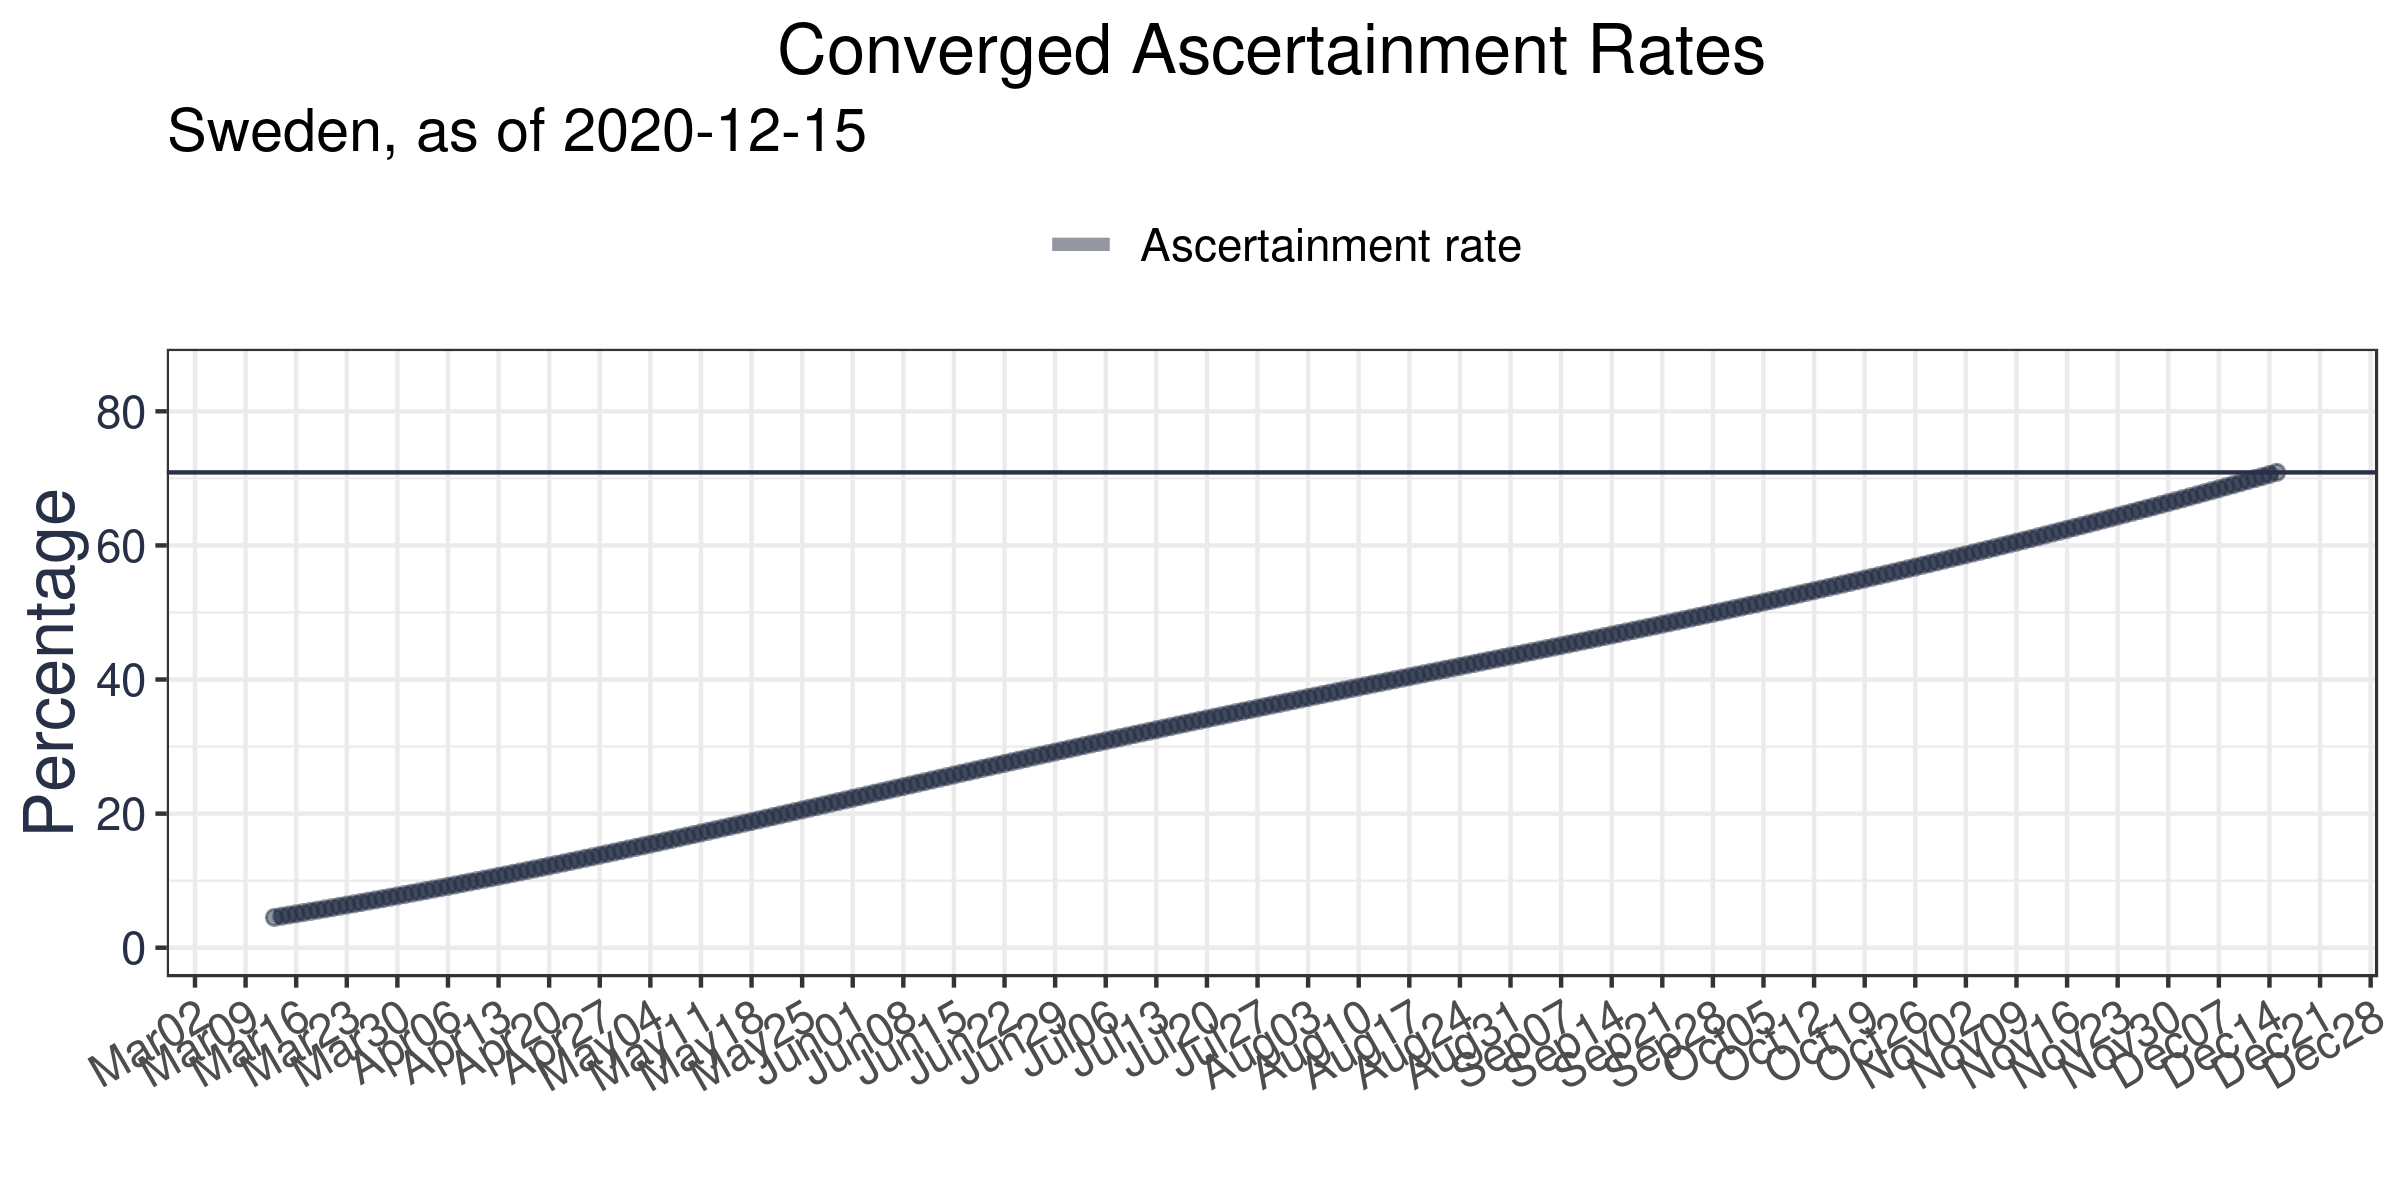 Converged Ascertainment Rates
Sweden, as of 2020-12-15
Ascertainment rate
Percentage
80
60
40
20
0
Mar02 Mar09 Mar16 Mar23 Mar30 Apr06 Apr13 Apr20 Apr27 May04 May11 May18 May25 Jun01 Jun08 Jun15 Jun22 Jun29 Jul06 Jul13 Jul20 Jul27 Aug03 Aug10 Aug17 Aug24 Aug31 Sep07 Sep14 Sep21 Sep28 Oct05 Oct12 Oct19 Oct26 Nov02 Nov09 Nov16 Nov23 Nov30 Dec07 Dec14 Dec21 Dec28